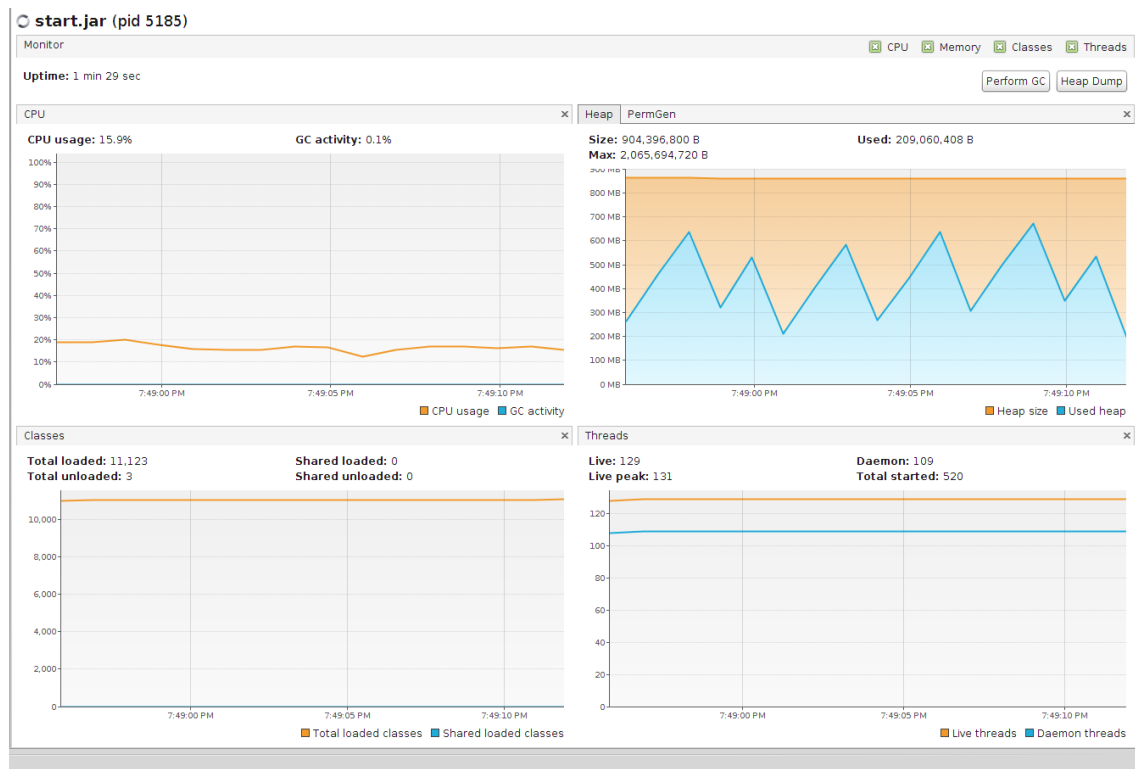 start.jar (pid 5185)
Monitor
CPU Memory Classes Threads
Uptime: 1 min 29 sec
Perform GC Heap Dump
CPU
CPU usage: 15.9% GC activity: 0.1%
100%
90%
80%
70%
60%
50%
40%
30%
20%
10%
0%
7:49:00 PM 7:49:05 PM 7:49:10 PM
CPU usage GC activity
Heap PermGen
Size: 904,396,800 B Used: 209,060,408 B
Max: 2,065,694,720 B
900 MB
800 MB
700 MB
600 MB
500 MB
400 MB
300 MB
200 MB
100 MB
0 MB
7:49:00 PM 7:49:05 PM 7:49:10 PM
Heap size Used heap
Classes
Total loaded: 11,123 Shared loaded: 0
Total unloaded: 3 Shared unloaded: 0
10,000
8,000
6,000
4,000
2,000
0
7:49:00 PM 7:49:05 PM 7:49:10 PM
Total loaded classes Shared loaded classes
Threads
Live: 129 Daemon: 109
Live peak: 131 Total started: 520
120
100
80
60
40
20
0
7:49:00 PM 7:49:05 PM 7:49:10 PM
Live threads Daemon threads